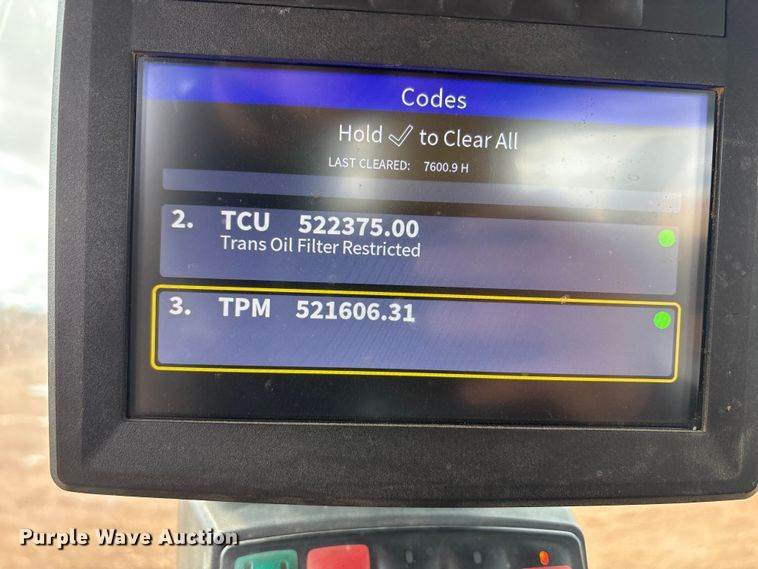 Codes
Hold ✓ to Clear All
LAST CLEARED: 7600.9 H
2. TCU 522375.00
Trans Oil Filter Restricted
3. TPM 521606.31
Purple Wave Auction